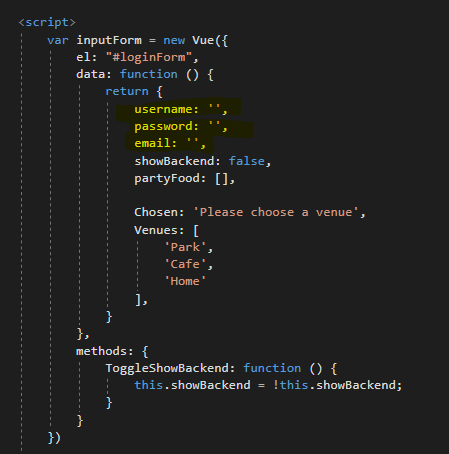 <script>
var inputForm = new Vue({
el: "#loginForm",
data: function () {
return {
username: '',
password: '',
email: '',
showBackend: false,
partyFood: [],
Chosen: 'Please choose a venue',
Venues: [
'Park',
'Cafe',
'Home'
],
}
},
methods: {
ToggleShowBackend: function () {
this.showBackend = !this.showBackend;
}
}
})